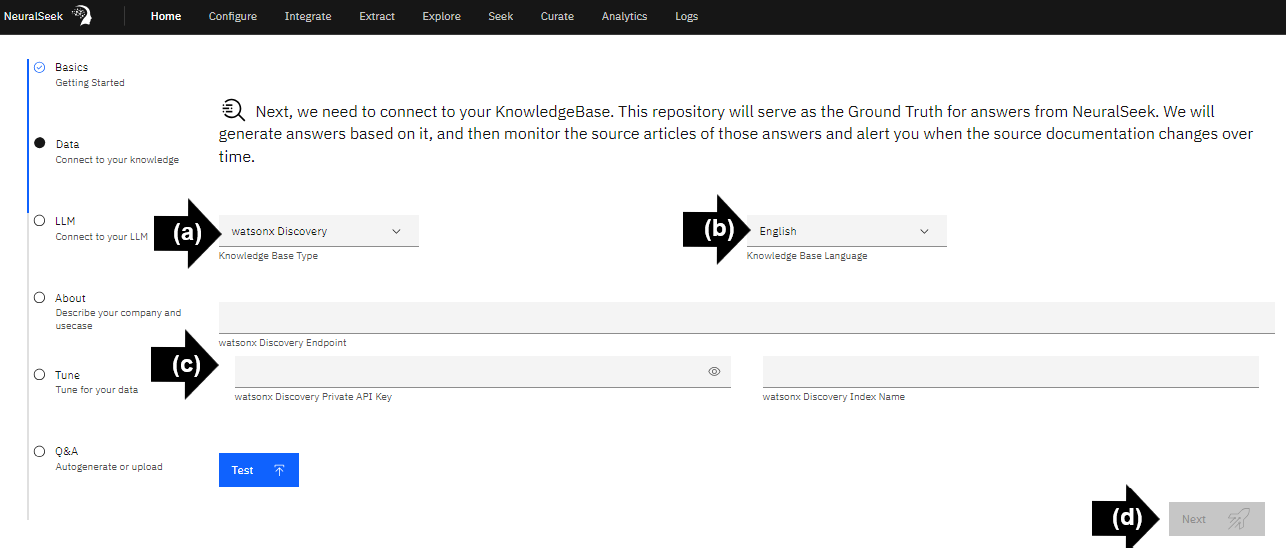 NeuralSeek Home Configure Integrate Extract Explore Seek Curate Analytics Logs
Basics
Getting Started
Data
Connect to your knowledge
LLM
Connect to your LLM
About
Describe your company and
usecase
Tune
Tune for your data
Q&A
Autogenerate or upload
Next, we need to connect to your KnowledgeBase. This repository will serve as the Ground Truth for answers from NeuralSeek. We will
generate answers based on it, and then monitor the source articles of those answers and alert you when the source documentation changes over
time.
(a) watsonx Discovery
Knowledge Base Type
(b) English
Knowledge Base Language
watsonx Discovery Endpoint
(c)
watsonx Discovery Private API Key
watsonx Discovery Index Name
Test
(d) Next